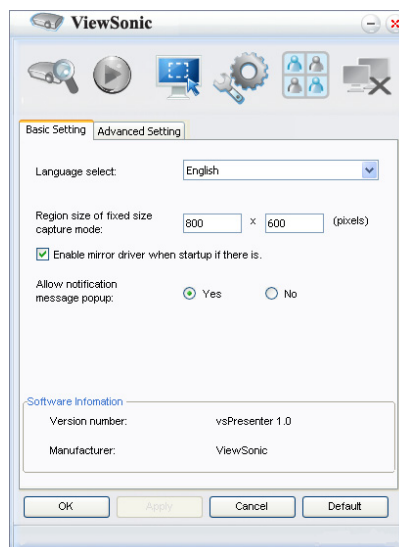 ViewSonic
Basic Setting Advanced Setting
Language select: English
Region size of fixed size
capture mode: 800 x 600 (pixels)
Enable mirror driver when startup if there is.
Allow notification
message popup: Yes No
Software Infomation
Version number: vsPresenter 1.0
Manufacturer: ViewSonic
OK Apply Cancel Default